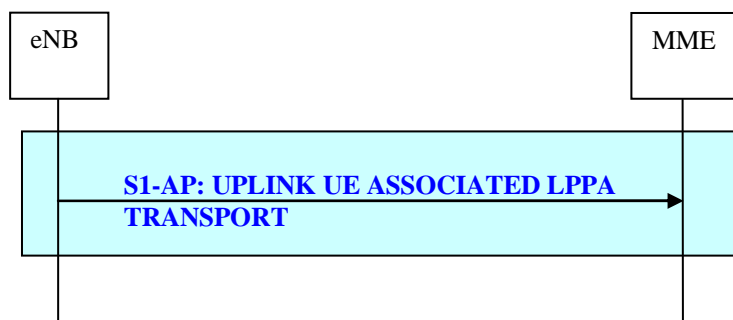 eNB
MME
S1-AP: UPLINK UE ASSOCIATED LPPA
TRANSPORT